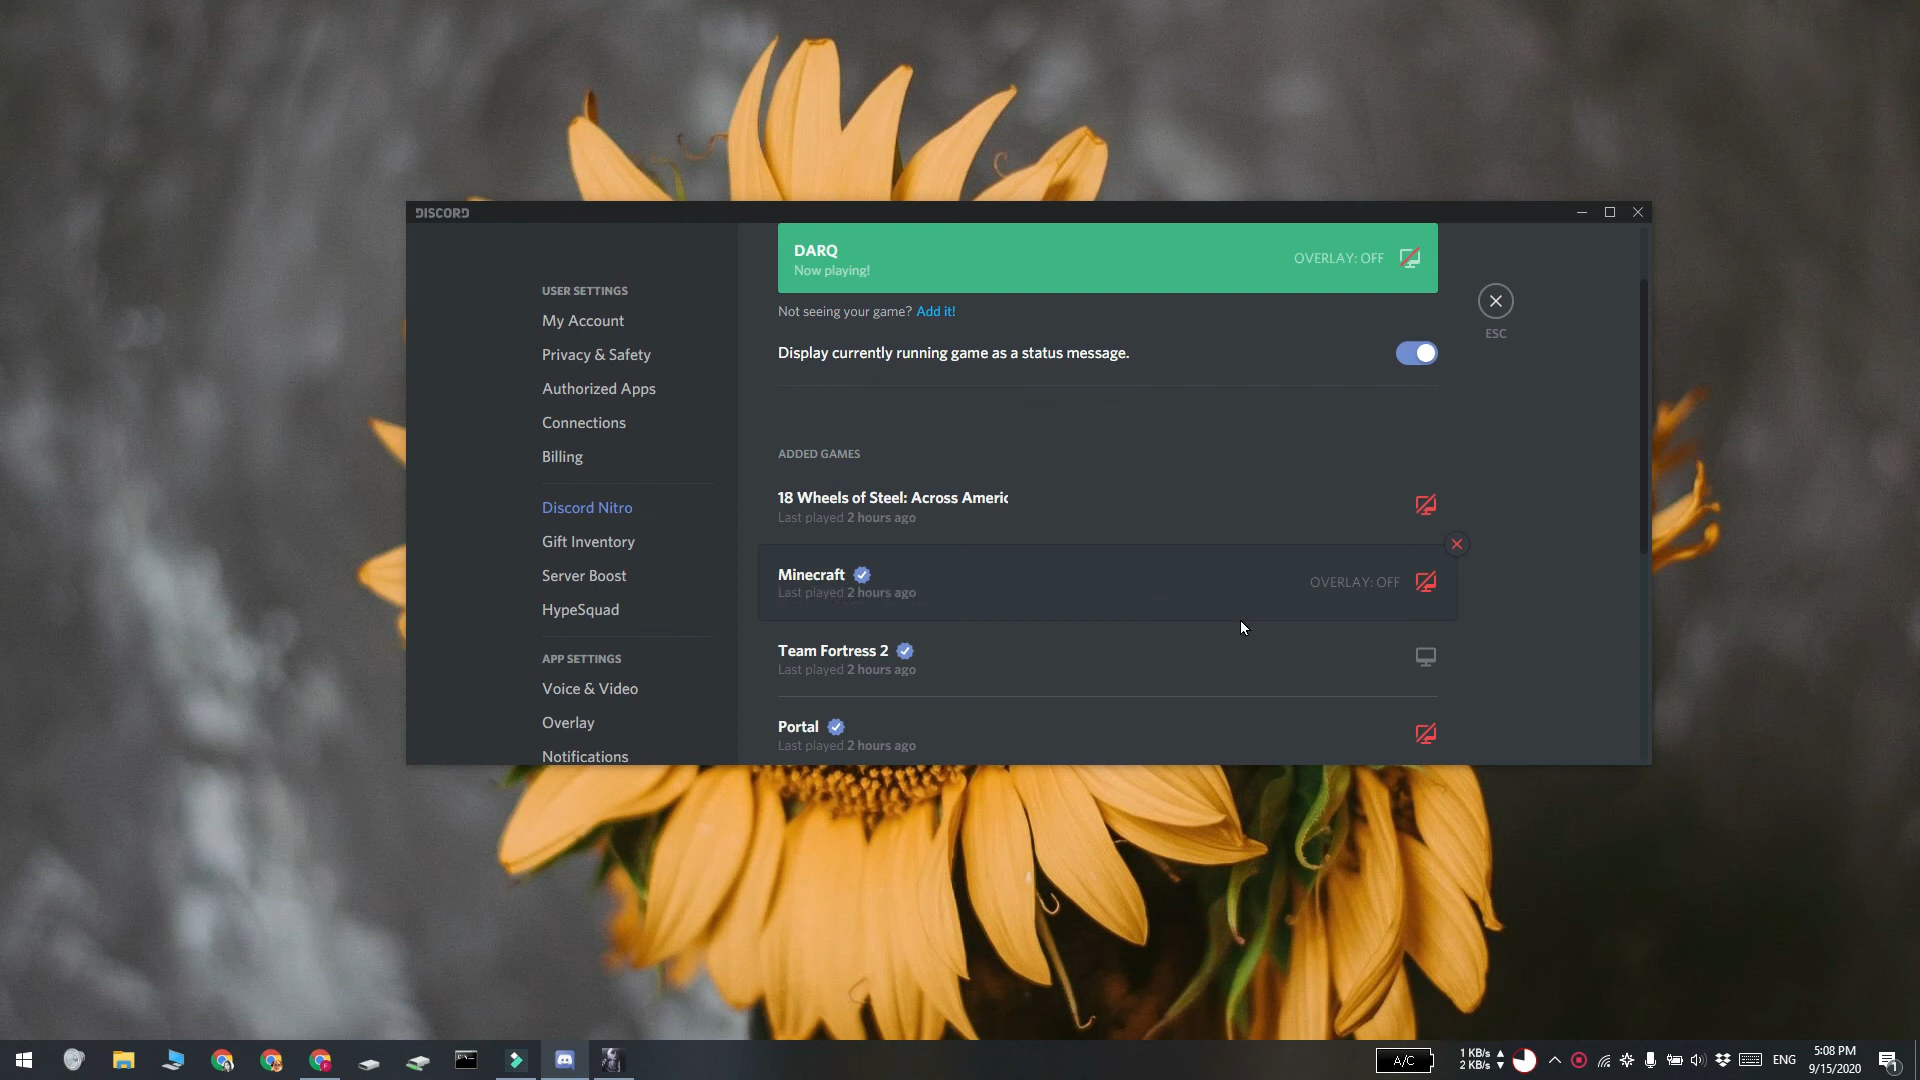 DISCORD
USER SETTINGS
My Account
Privacy & Safety
Authorized Apps
Connections
Billing
Discord Nitro
Gift Inventory
Server Boost
HypeSquad
APP SETTINGS
Voice & Video
Overlay
Notifications
DARQ
Now playing!
OVERLAY: OFF
Not seeing your game? Add it!
Display currently running game as a status message.
ESC
ADDED GAMES
18 Wheels of Steel: Across Americ
Last played 2 hours ago
Minecraft
Last played 2 hours ago
OVERLAY: OFF
Team Fortress 2
Last played 2 hours ago
Portal
Last played 2 hours ago
A/C
1 KB/s
2 KB/s
ENG
5:08 PM
9/15/2020
1